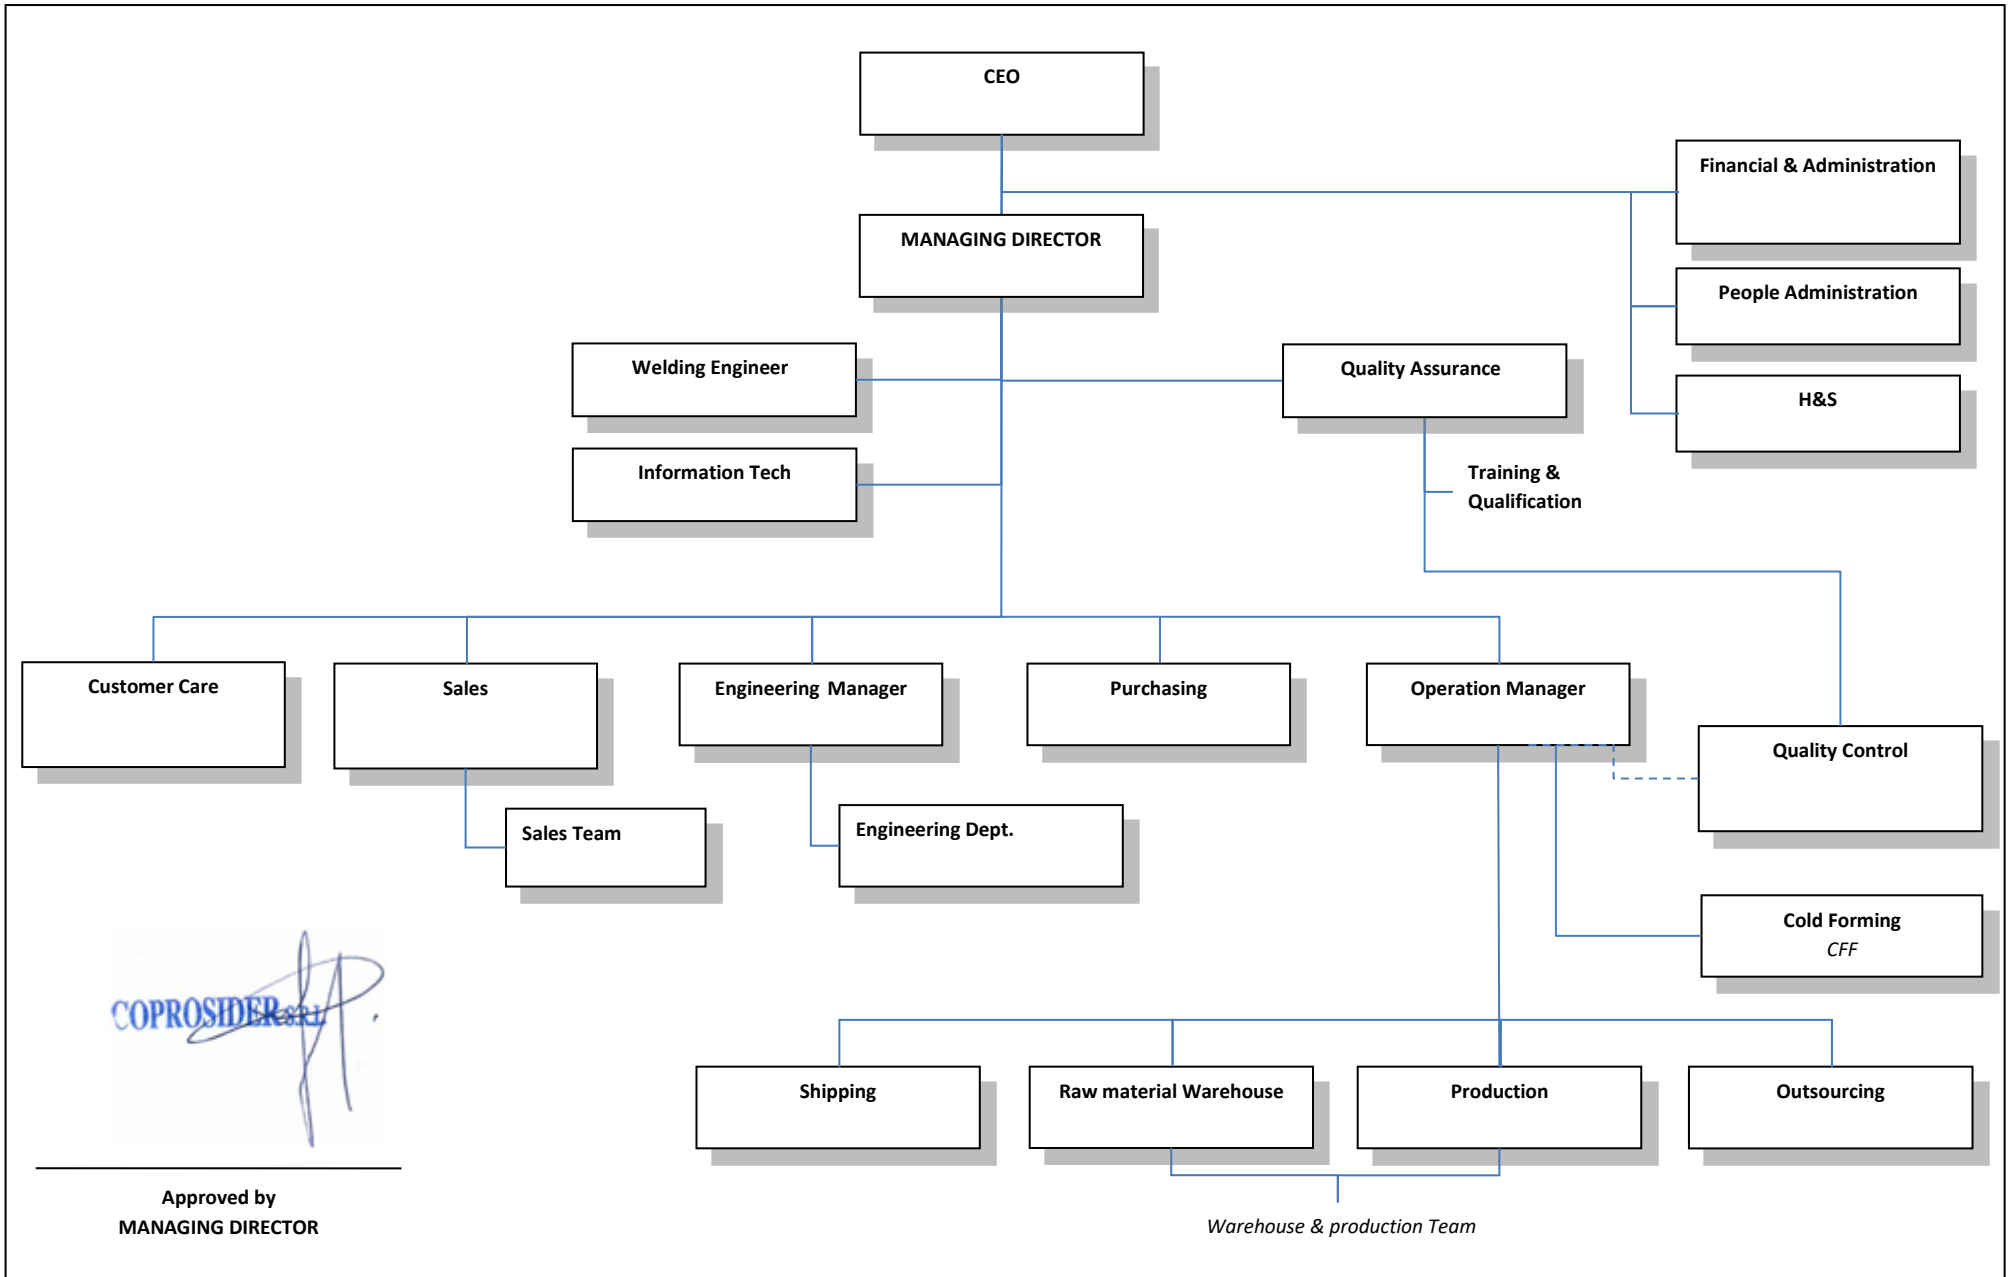 CEO
Financial & Administration
MANAGING DIRECTOR
People Administration
Welding Engineer
Quality Assurance
H&S
Information Tech
Training &
Qualification
Customer Care
Sales
Engineering Manager
Purchasing
Operation Manager
Quality Control
Sales Team
Engineering Dept.
Cold Forming
CFF
COPROSIDER S.R.L.
Shipping
Raw material Warehouse
Production
Outsourcing
Approved by
MANAGING DIRECTOR
Warehouse & production Team